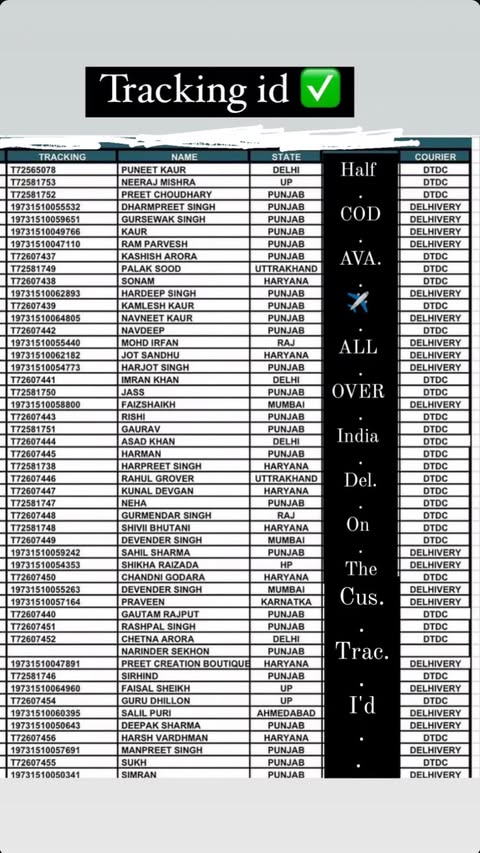 Tracking id ✅
TRACKING NAME STATE Half COURIER
T72565078 PUNEET KAUR DELHI DTDC
T72581753 NEERAJ MISHRA UP DTDC
T72581752 PREET CHOUDHARY PUNJAB . DTDC
19731510055532 DHARMPREET SINGH PUNJAB COD DELHIVERY
19731510059651 GURSEWAK SINGH PUNJAB DELHIVERY
19731510049766 KAUR PUNJAB . DELHIVERY
19731510047110 RAM PARVESH PUNJAB DELHIVERY
T72607437 KASHISH ARORA PUNJAB AVA. DTDC
T72581749 PALAK SOOD UTTRAKHAND DTDC
T72607438 SONAM HARYANA . DTDC
19731510062893 HARDEEP SINGH PUNJAB ✈️ DELHIVERY
T72607439 KAMLESH KAUR PUNJAB DTDC
19731510064805 NAVNEET KAUR PUNJAB DELHIVERY
T72607442 NAVDEEP PUNJAB . DTDC
19731510055440 MOHD IRFAN RAJ ALL DELHIVERY
19731510062182 JOT SANDHU HARYANA DELHIVERY
19731510054773 HARJOT SINGH PUNJAB . DELHIVERY
T72607441 IMRAN KHAN DELHI DTDC
T72581750 JASS PUNJAB OVER DTDC
19731510058800 FAIZSHAIKH MUMBAI DELHIVERY
T72607443 RISHI PUNJAB . DTDC
T72581751 GAURAV PUNJAB India DTDC
T72607444 ASAD KHAN DELHI DTDC
T72607445 HARMAN PUNJAB . DTDC
T72581738 HARPREET SINGH HARYANA DTDC
T72607446 RAHUL GROVER UTTRAKHAND Del. DTDC
T72607447 KUNAL DEVGAN HARYANA DTDC
T72581747 NEHA PUNJAB . DTDC
T72607448 GURMENDAR SINGH RAJ On DTDC
T72581748 SHIVII BHUTANI HARYANA DTDC
T72607449 DEVENDER SINGH MUMBAI DTDC
19731510059242 SAHIL SHARMA PUNJAB . DELHIVERY
19731510054353 SHIKHA RAIZADA HP The DELHIVERY
T72607450 CHANDNI GODARA HARYANA DTDC
19731510055263 DEVENDER SINGH MUMBAI Cus. DELHIVERY
19731510057164 PRAVEEN KARNATKA DELHIVERY
T72607440 GAUTAM RAJPUT PUNJAB DTDC
T72607451 RASHPAL SINGH PUNJAB . DTDC
T72607452 CHETNA ARORA DELHI DTDC
NARINDER SEKHON PUNJAB Trac.
19731510047891 PREET CREATION BOUTIQUE HARYANA DELHIVERY
T72581746 SIRHIND PUNJAB . DTDC
19731510064960 FAISAL SHEIKH UP DELHIVERY
T72607454 GURU DHILLON UP I'd DTDC
19731510060395 SALIL PURI AHMEDABAD DELHIVERY
19731510050643 DEEPAK SHARMA PUNJAB DELHIVERY
T72607456 HARSH VARDHMAN HARYANA . DTDC
19731510057691 MANPREET SINGH PUNJAB DELHIVERY
T72607455 SUKH PUNJAB . DTDC
19731510050341 SIMRAN PUNJAB DELHIVERY